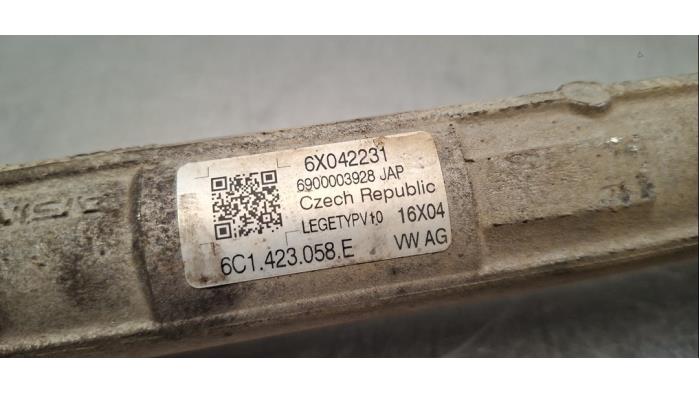 6X042231
6900003928 JAP
Czech Republic
LEGETYPV10 16X04
6C1.423.058.E VW AG